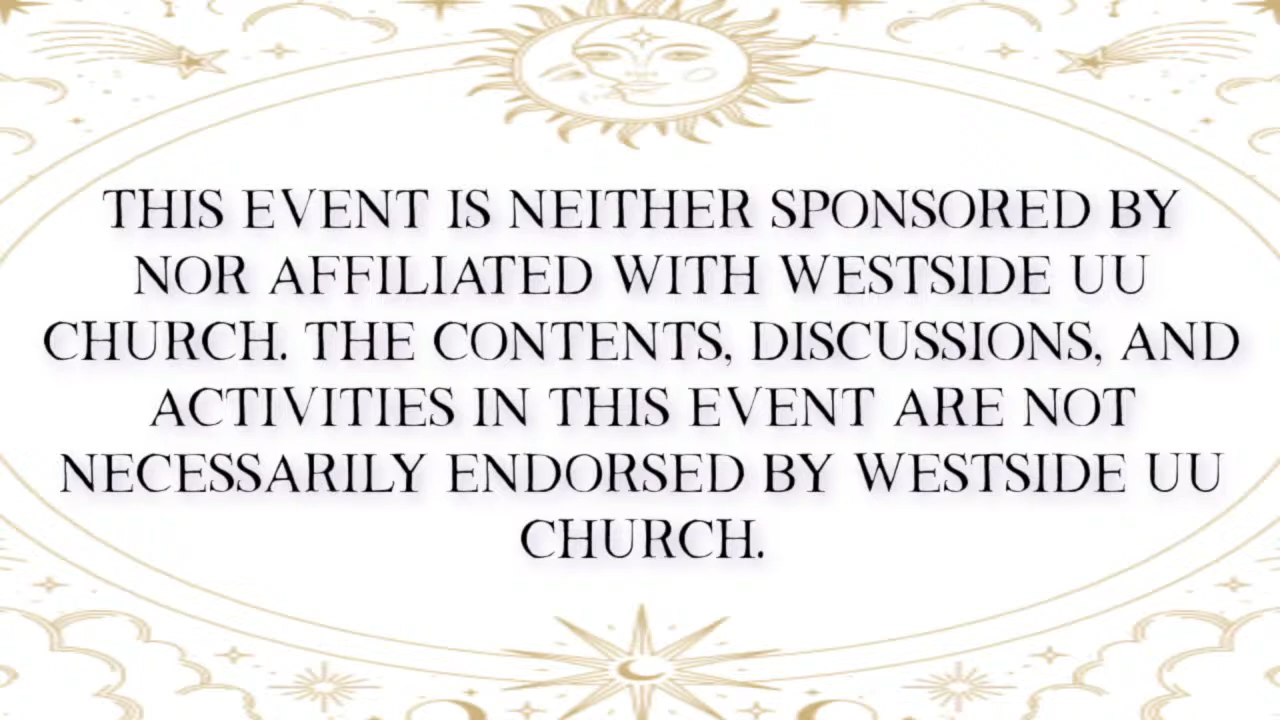 THIS EVENT IS NEITHER SPONSORED BY
NOR AFFILIATED WITH WESTSIDE UU
CHURCH. THE CONTENTS, DISCUSSIONS, AND
ACTIVITIES IN THIS EVENT ARE NOT
NECESSARILY ENDORSED BY WESTSIDE UU
CHURCH.